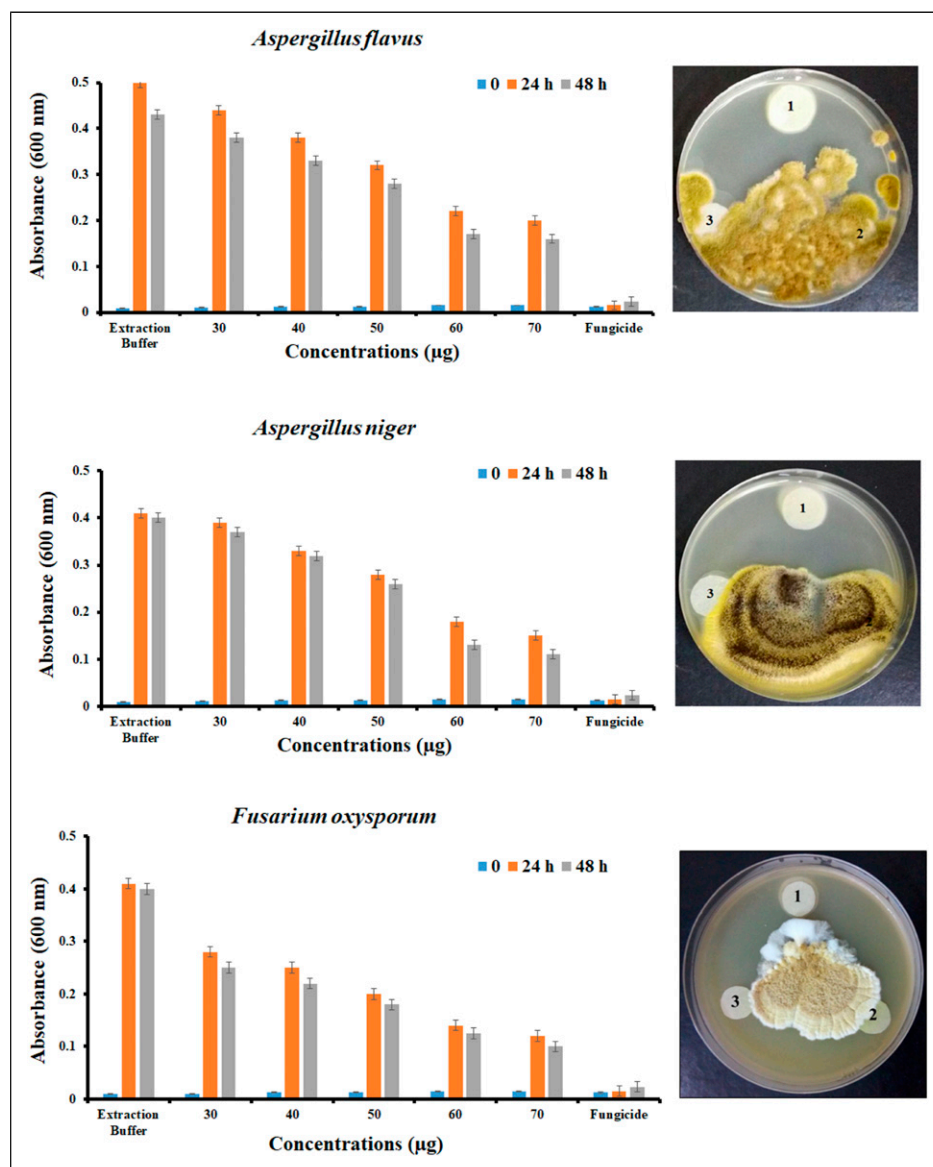 Aspergillus flavus
0 24 h 48 h
Absorbance (600 nm)
0.5
0.4
0.3
0.2
0.1
0
Extraction
Buffer
30 40 50 60 70 Fungicide
Concentrations (µg)
1
3
2
Aspergillus niger
0 24 h 48 h
Absorbance (600 nm)
0.5
0.4
0.3
0.2
0.1
0
Extraction
Buffer
30 40 50 60 70 Fungicide
Concentrations (µg)
1
3
Fusarium oxysporum
0 24 h 48 h
Absorbance (600 nm)
0.5
0.4
0.3
0.2
0.1
0
Extraction
Buffer
30 40 50 60 70 Fungicide
Concentrations (µg)
1
3
2